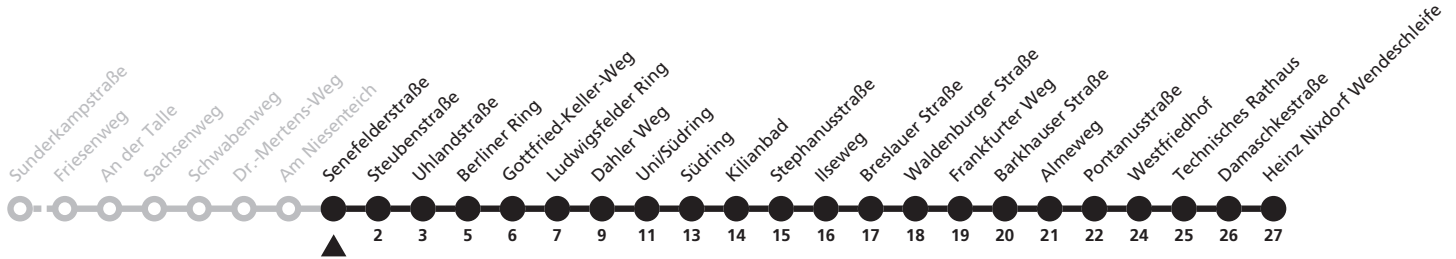 Sunderkampstraße
Friesenweg
An der Talle
Sachsenweg
Schwabenweg
Dr.-Mertens-Weg
Am Niesenteich
Senefelderstraße
Steubenstraße
Uhlandstraße
Berliner Ring
Gottfried-Keller-Weg
Ludwigsfelder Ring
Dahler Weg
Uni/Südring
Südring
Kilianbad
Stephanusstraße
Ilseweg
Breslauer Straße
Waldenburger Straße
Frankfurter Weg
Barkhauser Straße
Almeweg
Pontanusstraße
Westfriedhof
Technisches Rathaus
Damaschkestraße
Heinz Nixdorf Wendeschleife
2 3 5 6 7 9 11 13 14 15 16 17 18 19 20 21 22 24 25 26 27